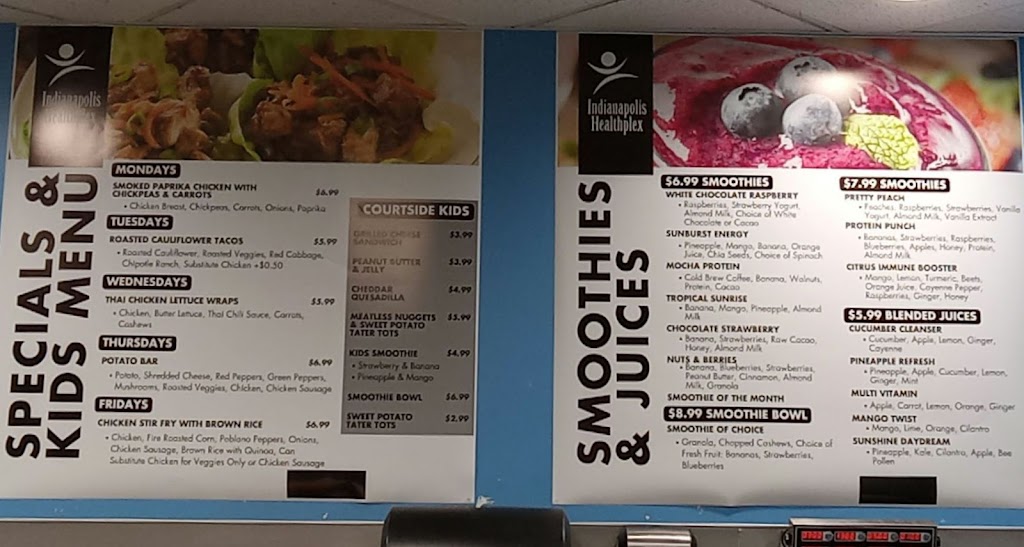 Indianapolis
Healthplex
SPECIALS &
KIDS MENU
MONDAYS
SMOKED PAPRIKA CHICKEN WITH
CHICKPEAS & CARROTS $6.99
• Chicken Breast, Chickpeas, Carrots, Onions, Paprika
TUESDAYS
ROASTED CAULIFLOWER TACOS $5.99
• Roasted Cauliflower, Roasted Veggies, Red Cabbage,
Chipotle Ranch, Substitute Chicken +$0.50
WEDNESDAYS
THAI CHICKEN LETTUCE WRAPS $5.99
• Chicken, Butter Lettuce, Thai Chili Sauce, Carrots,
Cashews
THURSDAYS
POTATO BAR $6.99
• Potato, Shredded Cheese, Red Peppers, Green Peppers,
Mushrooms, Roasted Veggies, Chicken, Chicken Sausage
FRIDAYS
CHICKEN STIR FRY WITH BROWN RICE $6.99
• Chicken, Fire Roasted Corn, Poblano Peppers, Onions,
Chicken Sausage, Brown Rice with Quinoa, Can
Substitute Chicken for Veggies Only or Chicken Sausage
COURTSIDE KIDS
GRILLED CHEESE $3.99
SANDWICH
PEANUT BUTTER $3.99
& JELLY
CHEDDAR $4.99
QUESADILLA
MEATLESS NUGGETS $5.99
& SWEET POTATO
TATER TOTS
KIDS SMOOTHIE $4.99
• Strawberry & Banana
• Pineapple & Mango
SMOOTHIE BOWL $6.99
SWEET POTATO $2.99
TATER TOTS
Indianapolis
Healthplex
SMOOTHIES
& JUICES
$6.99 SMOOTHIES
WHITE CHOCOLATE RASPBERRY
• Raspberries, Strawberry Yogurt,
Almond Milk, Choice of White
Chocolate or Cacao
SUNBURST ENERGY
• Pineapple, Mango, Banana, Orange
Juice, Chia Seeds, Choice of Spinach
MOCHA PROTEIN
• Cold Brew Coffee, Banana, Walnuts,
Protein, Cacao
TROPICAL SUNRISE
• Banana, Mango, Pineapple, Almond
Milk
CHOCOLATE STRAWBERRY
• Banana, Strawberries, Raw Cacao,
Honey, Almond Milk
NUTS & BERRIES
• Banana, Blueberries, Strawberries,
Peanut Butter, Cinnamon, Almond
Milk, Granola
SMOOTHIE OF THE MONTH
$8.99 SMOOTHIE BOWL
SMOOTHIE OF CHOICE
• Granola, Chopped Cashews, Choice of
Fresh Fruit: Bananas, Strawberries,
Blueberries
$7.99 SMOOTHIES
PRETTY PEACH
• Peaches, Raspberries, Strawberries, Vanilla
Yogurt, Almond Milk, Vanilla Extract
PROTEIN PUNCH
• Bananas, Strawberries, Raspberries,
Blueberries, Apples, Honey, Protein,
Almond Milk
CITRUS IMMUNE BOOSTER
• Mango, Lemon, Turmeric, Beets,
Orange Juice, Cayenne Pepper,
Raspberries, Ginger, Honey
$5.99 BLENDED JUICES
CUCUMBER CLEANSER
• Cucumber, Apple, Lemon, Ginger,
Cayenne
PINEAPPLE REFRESH
• Pineapple, Apple, Cucumber, Lemon,
Ginger, Mint
MULTI VITAMIN
• Apple, Carrot, Lemon, Orange, Ginger
MANGO TWIST
• Mango, Lime, Orange, Cilantro
SUNSHINE DAYDREAM
• Pineapple, Kale, Cilantro, Apple, Bee
Pollen